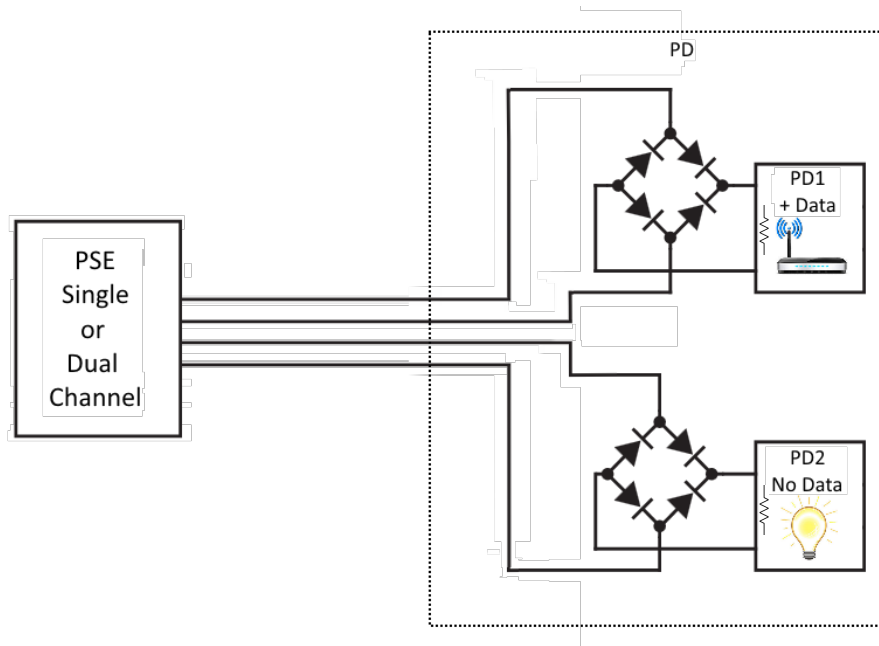 PD
PSE
Single
or
Dual
Channel
PD1
+ Data
PD2
No Data